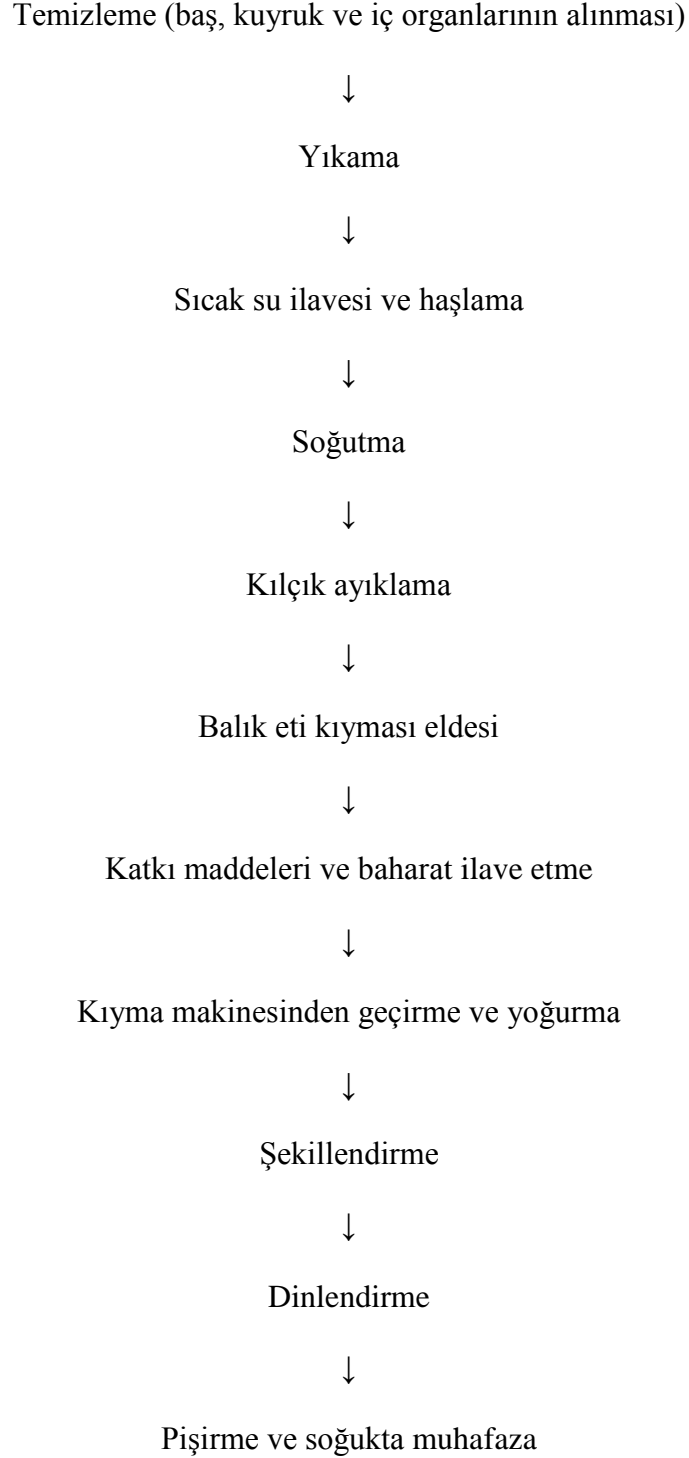 Temizleme (baş, kuyruk ve iç organlarının alınması)
↓
Yıkama
↓
Sıcak su ilavesi ve haşlama
↓
Soğutma
↓
Kılçık ayıklama
↓
Balık eti kıyması eldesi
↓
Katkı maddeleri ve baharat ilave etme
↓
Kıyma makinesinden geçirme ve yoğurma
↓
Şekillendirme
↓
Dinlendirme
↓
Pişirme ve soğukta muhafaza